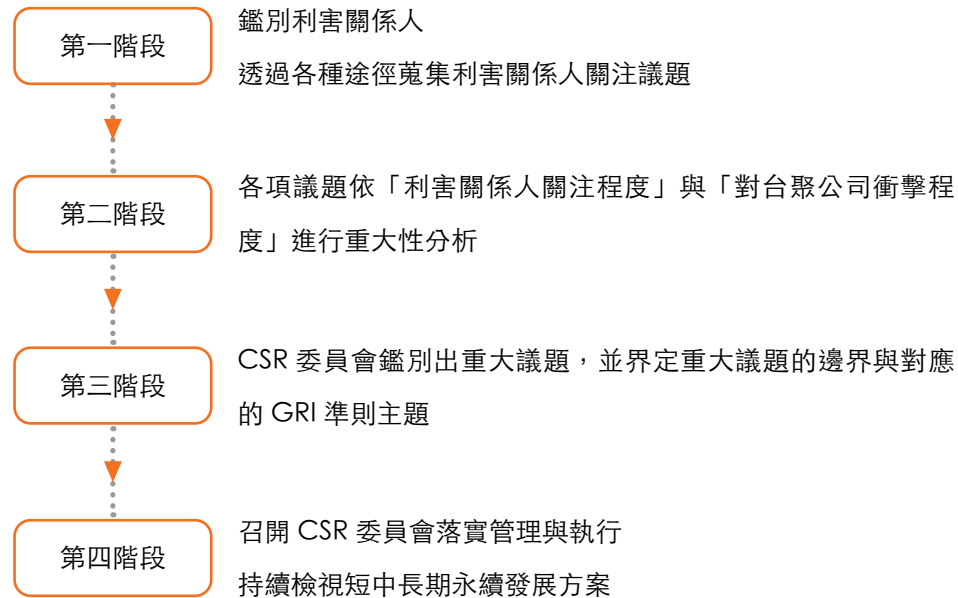 第一階段
鑑別利害關係人
透過各種途徑蒐集利害關係人關注議題
第二階段
各項議題依「利害關係人關注程度」與「對台聚公司衝擊程
度」進行重大性分析
第三階段
CSR 委員會鑑別出重大議題，並界定重大議題的邊界與對應
的 GRI 準則主題
第四階段
召開 CSR 委員會落實管理與執行
持續檢視短中長期永續發展方案